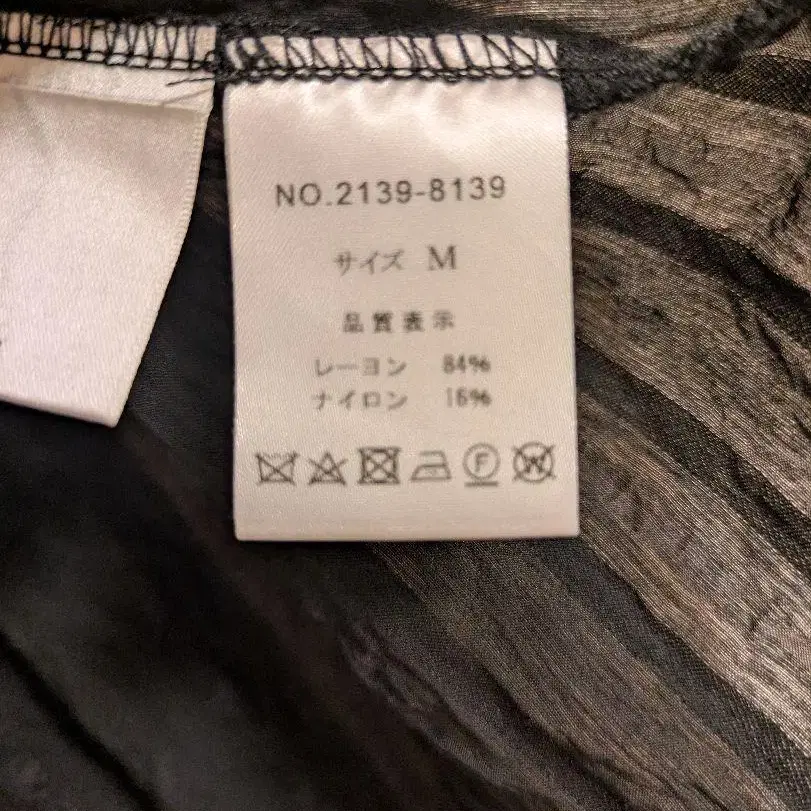 NO.2139-8139
サイズ M
品質表示
レーヨン 84%
ナイロン 16%
F W